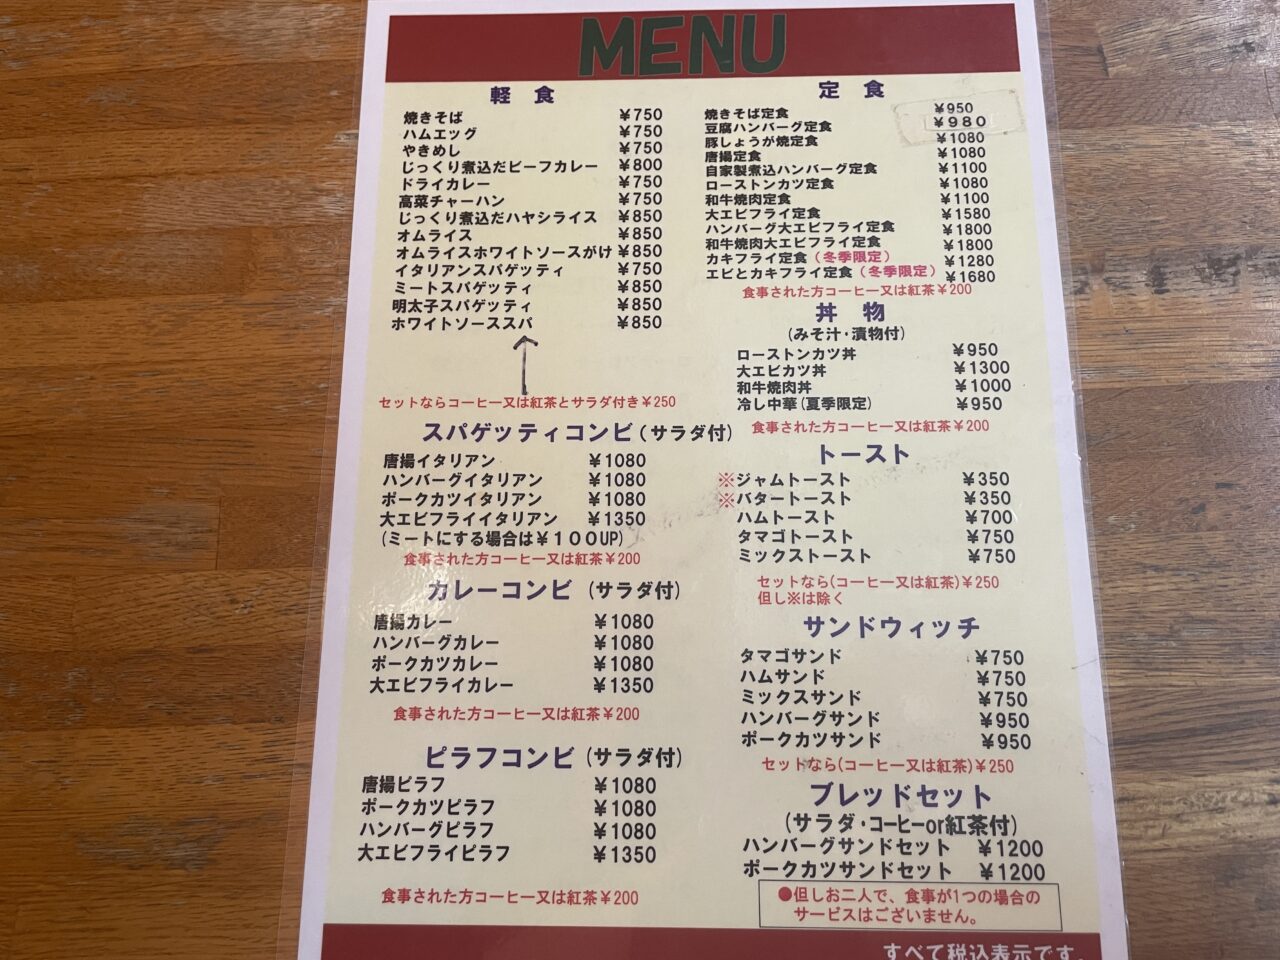 MENU
軽食
焼きそば ¥750
ハムエッグ ¥750
やきめし ¥750
じっくり煮込だビーフカレー ¥800
ドライカレー ¥750
高菜チャーハン ¥750
じっくり煮込だハヤシライス ¥850
オムライス ¥850
オムライスホワイトソースがけ ¥850
イタリアンスパゲッティ ¥750
ミートスパゲッティ ¥850
明太子スパゲッティ ¥850
ホワイトソーススパ ¥850
セットならコーヒー又は紅茶とサラダ付き¥250
スパゲッティコンビ(サラダ付)
唐揚イタリアン ¥1080
ハンバーグイタリアン ¥1080
ポークカツイタリアン ¥1080
大エビフライイタリアン ¥1350
(ミートにする場合は¥100UP)
食事された方コーヒー又は紅茶¥200
カレーコンビ(サラダ付)
唐揚カレー ¥1080
ハンバーグカレー ¥1080
ポークカツカレー ¥1080
大エビフライカレー ¥1350
食事された方コーヒー又は紅茶¥200
ピラフコンビ(サラダ付)
唐揚ピラフ ¥1080
ポークカツピラフ ¥1080
ハンバーグピラフ ¥1080
大エビフライピラフ ¥1350
食事された方コーヒー又は紅茶¥200
定食
焼きそば定食 ¥950
豆腐ハンバーグ定食 ¥980
豚しょうが焼定食 ¥1080
唐揚定食 ¥1080
自家製煮込ハンバーグ定食 ¥1100
ローストンカツ定食 ¥1080
和牛焼肉定食 ¥1100
大エビフライ定食 ¥1580
ハンバーグ大エビフライ定食 ¥1800
和牛焼肉大エビフライ定食 ¥1800
カキフライ定食(冬季限定) ¥1280
エビとカキフライ定食(冬季限定) ¥1680
食事された方コーヒー又は紅茶¥200
丼物
(みそ汁・漬物付)
ローストンカツ丼 ¥950
大エビカツ丼 ¥1300
和牛焼肉丼 ¥1000
冷し中華(夏季限定) ¥950
食事された方コーヒー又は紅茶¥200
トースト
※ジャムトースト ¥350
※バタートースト ¥350
ハムトースト ¥700
タマゴトースト ¥750
ミックストースト ¥750
セットなら(コーヒー又は紅茶)¥250
但し※は除く
サンドウィッチ
タマゴサンド ¥750
ハムサンド ¥750
ミックスサンド ¥750
ハンバーグサンド ¥950
ポークカツサンド ¥950
セットなら(コーヒー又は紅茶)¥250
ブレッドセット
(サラダ・コーヒーor紅茶付)
ハンバーグサンドセット ¥1200
ポークカツサンドセット ¥1200
●但しお二人で、食事が1つの場合の
サービスはございません。
すべて税込表示です。